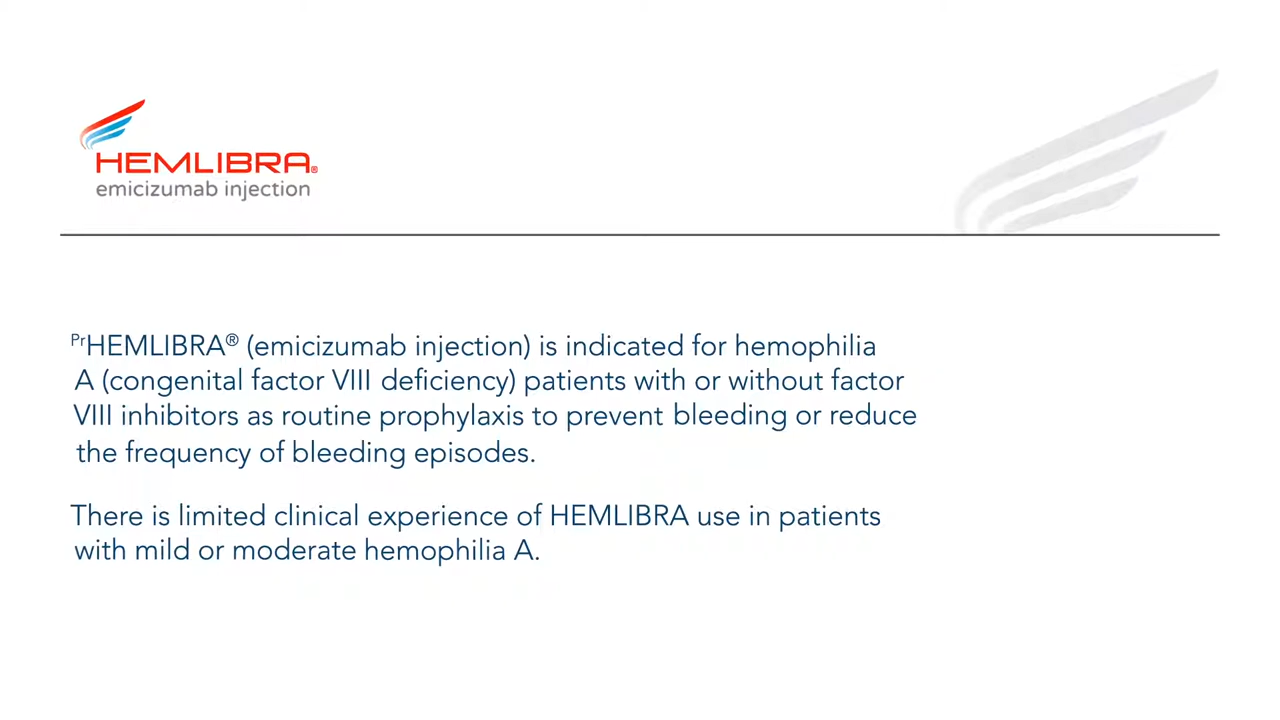 HEMLIBRA®
emicizumab injection
PrHEMLIBRA® (emicizumab injection) is indicated for hemophilia
A (congenital factor VIII deficiency) patients with or without factor
VIII inhibitors as routine prophylaxis to prevent bleeding or reduce
the frequency of bleeding episodes.
There is limited clinical experience of HEMLIBRA use in patients
with mild or moderate hemophilia A.